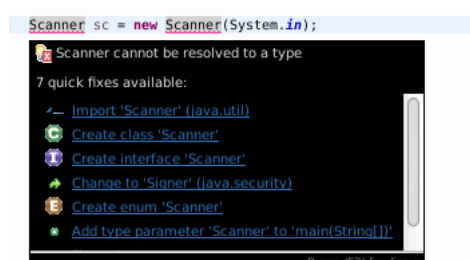 Scanner sc = new Scanner(System.in);
Scanner cannot be resolved to a type
7 quick fixes available:
Import 'Scanner' (java.util)
C Create class 'Scanner'
I Create interface 'Scanner'
Change to 'Signer' (java.security)
E Create enum 'Scanner'
Add type parameter 'Scanner' to 'main(String[])'